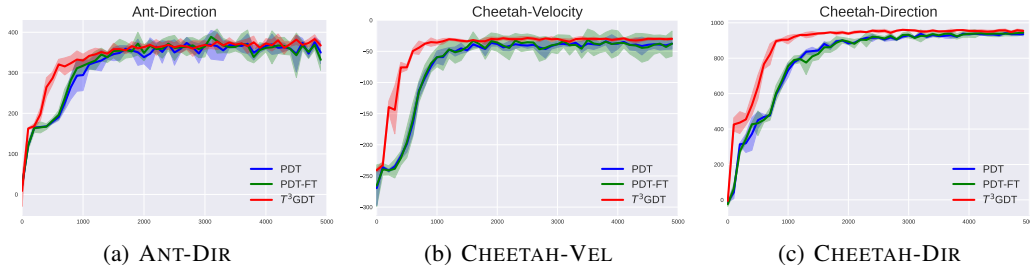 Ant-Direction
400
300
200
100
0
0 1000 2000 3000 4000 5000
PDT
PDT-FT
T³GDT
(a) ANT-DIR
Cheetah-Velocity
0
−50
−100
−150
−200
−250
−300
0 1000 2000 3000 4000 5000
PDT
PDT-FT
T³GDT
(b) CHEETAH-VEL
Cheetah-Direction
1000
800
600
400
200
0
0 1000 2000 3000 4000 5000
PDT
PDT-FT
T³GDT
(c) CHEETAH-DIR